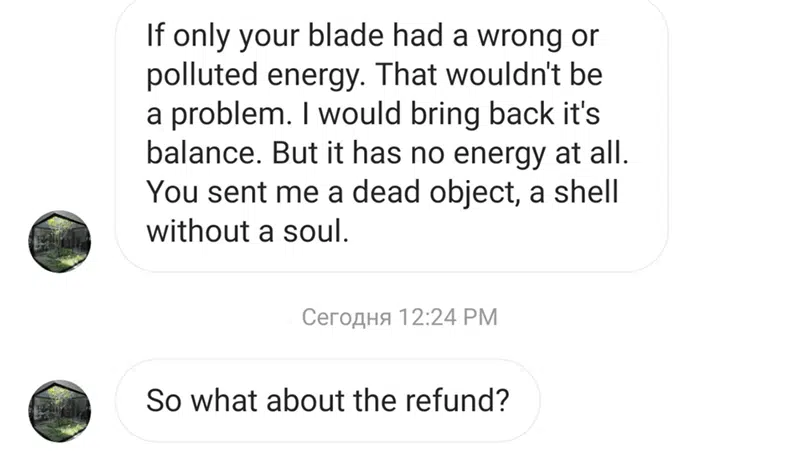 If only your blade had a wrong or
polluted energy. That wouldn't be
a problem. I would bring back it's
balance. But it has no energy at all.
You sent me a dead object, a shell
without a soul.
Сегодня 12:24 PM
So what about the refund?